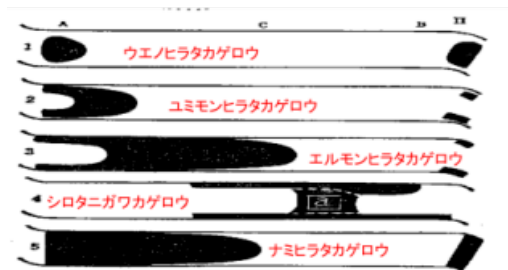 A C B II
1 ウエノヒラタカゲロウ
2 ユミモンヒラタカゲロウ
3 エルモンヒラタカゲロウ
4 シロタニガワカゲロウ a
5 ナミヒラタカゲロウ